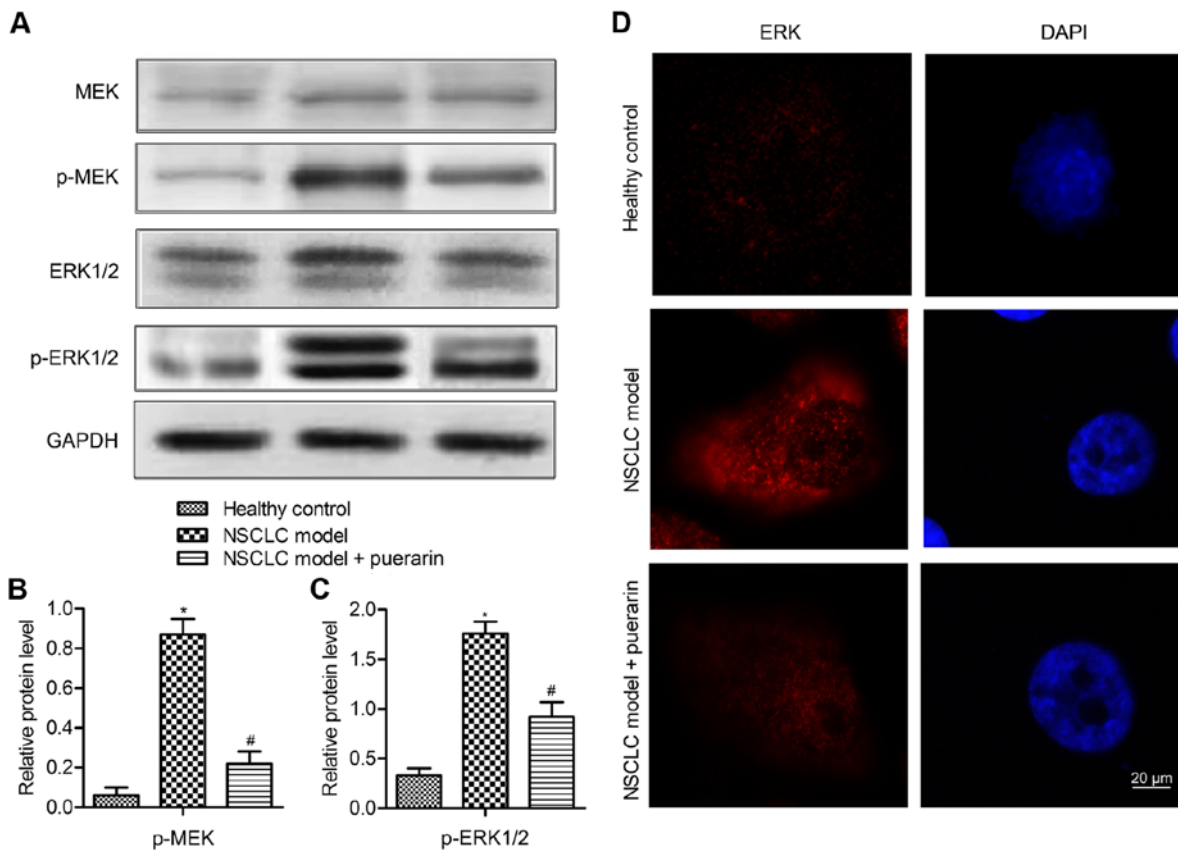 A
MEK
p-MEK
ERK1/2
p-ERK1/2
GAPDH
Healthy control
NSCLC model
NSCLC model + puerarin
B
Relative protein level
1.0
0.8
0.6
0.4
0.2
0.0
*
#
p-MEK
C
Relative protein level
2.0
1.5
1.0
0.5
0.0
*
#
p-ERK1/2
D
ERK
DAPI
Healthy control
NSCLC model
NSCLC model + puerarin
20 µm